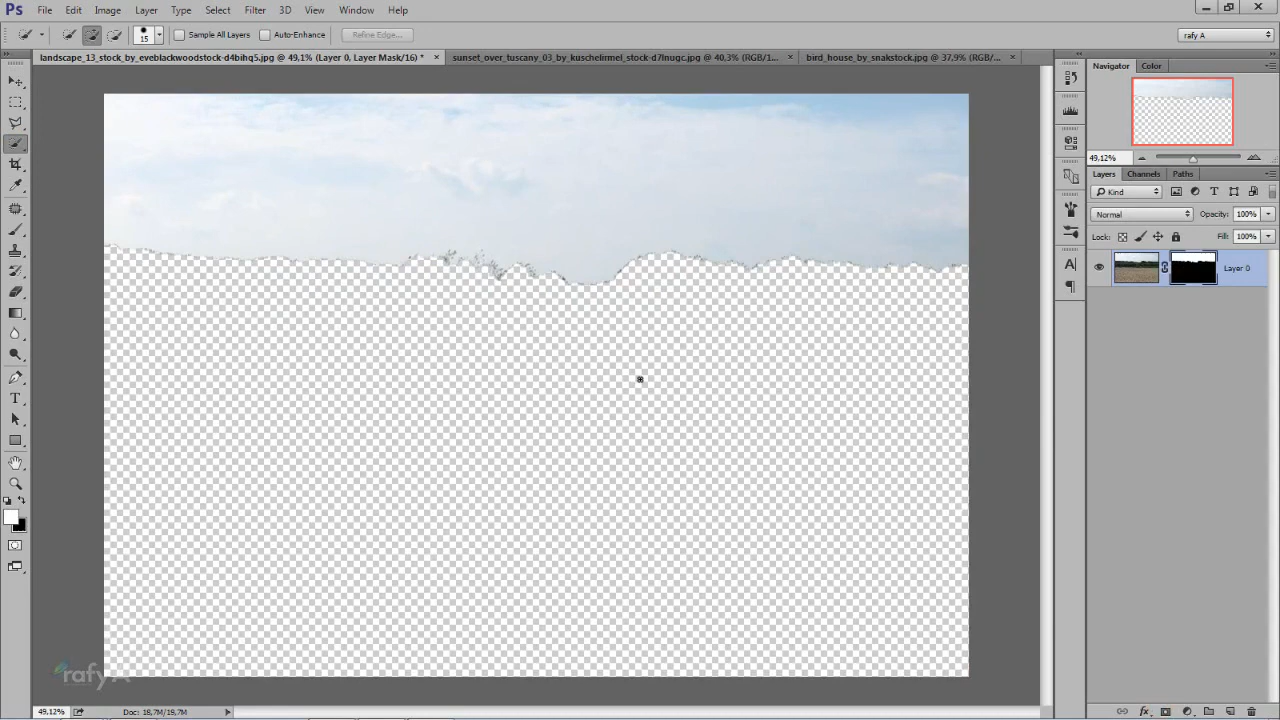 Ps File Edit Image Layer Type Select Filter 3D View Window Help
15 Sample All Layers Auto-Enhance Refine Edge... rafy A
landscape_13_stock_by_eveblackwoodstock-d4bihq5.jpg @ 49,1% (Layer 0, Layer Mask/16) * sunset_over_tuscany_03_by_kuschelirmel_stock-d7lnugc.jpg @ 40,3% (RGB/1... bird_house_by_snakstock.jpg @ 37,9% (RGB/...
Navigator Color
49,12%
Layers Channels Paths
Kind
Normal Opacity: 100%
Lock: Fill: 100%
Layer 0
rafy A
49,12% Doc: 18,7M/19,7M